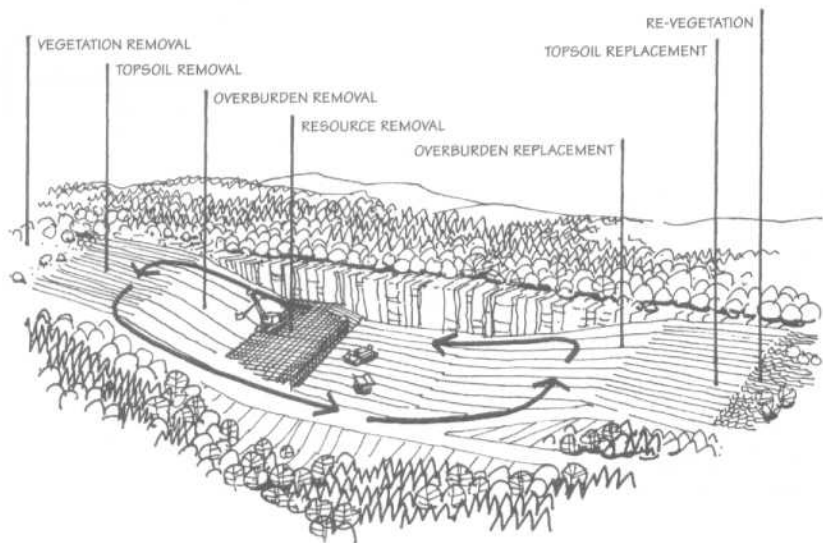 VEGETATION REMOVAL
TOPSOIL REMOVAL
OVERBURDEN REMOVAL
RESOURCE REMOVAL
OVERBURDEN REPLACEMENT
TOPSOIL REPLACEMENT
RE-VEGETATION